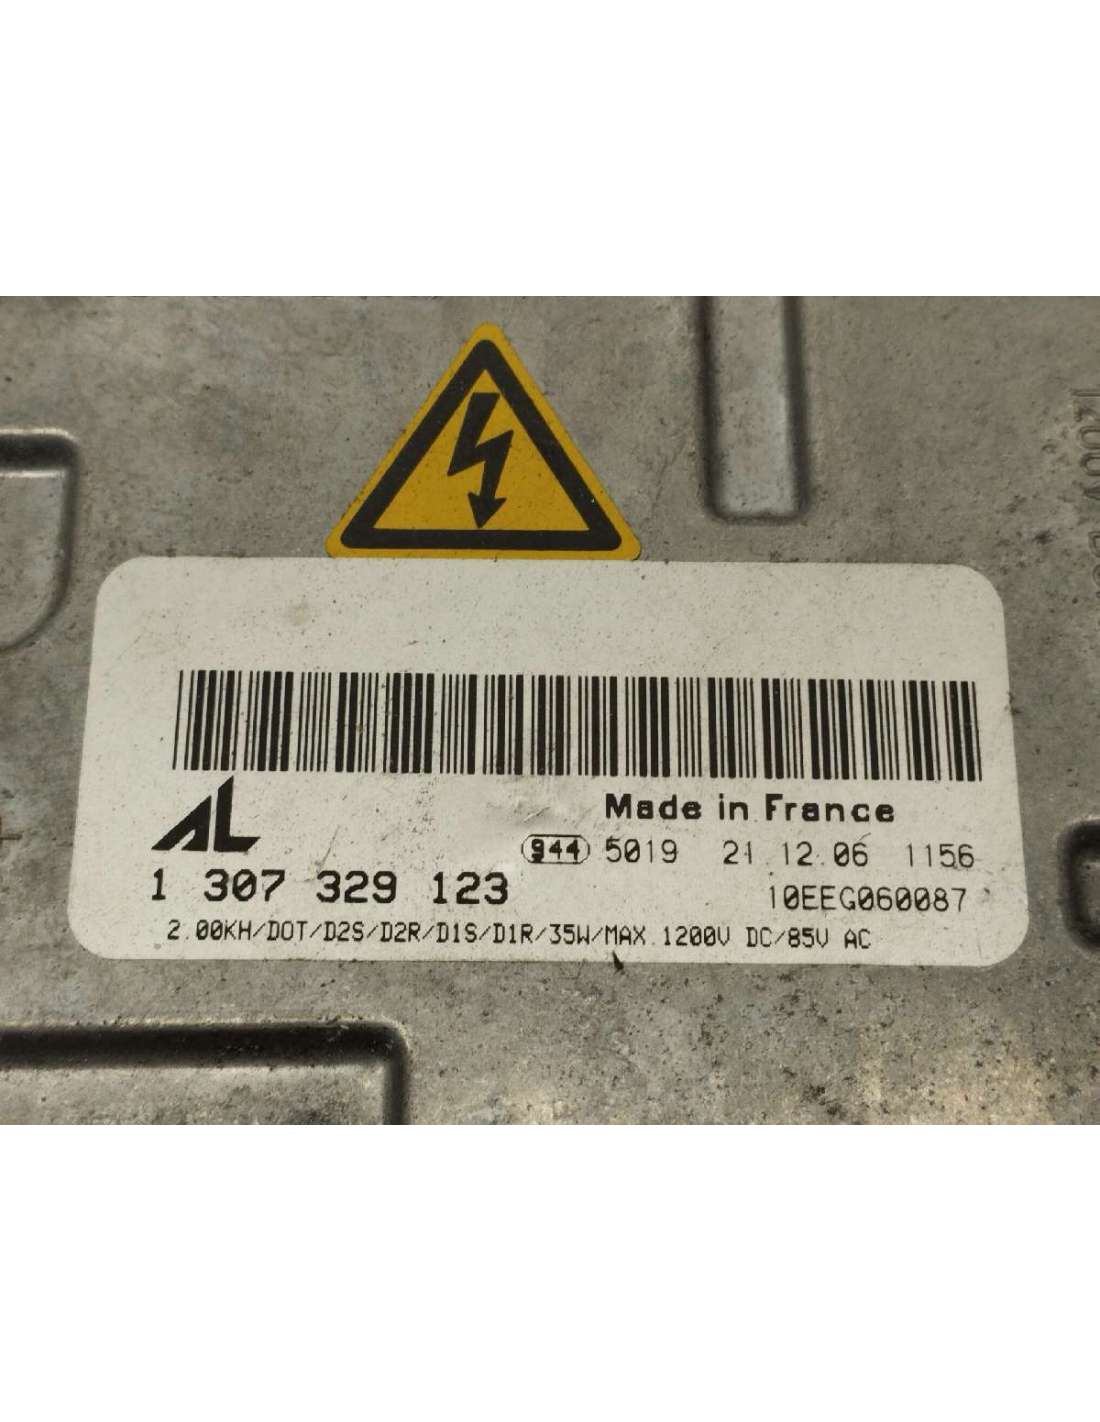 AL
Made in France
944 5019 21.12.06 1156
1 307 329 123
10EEG060087
2.00KH/DOT/D2S/D2R/D1S/D1R/35W/MAX.1200V DC/85V AC